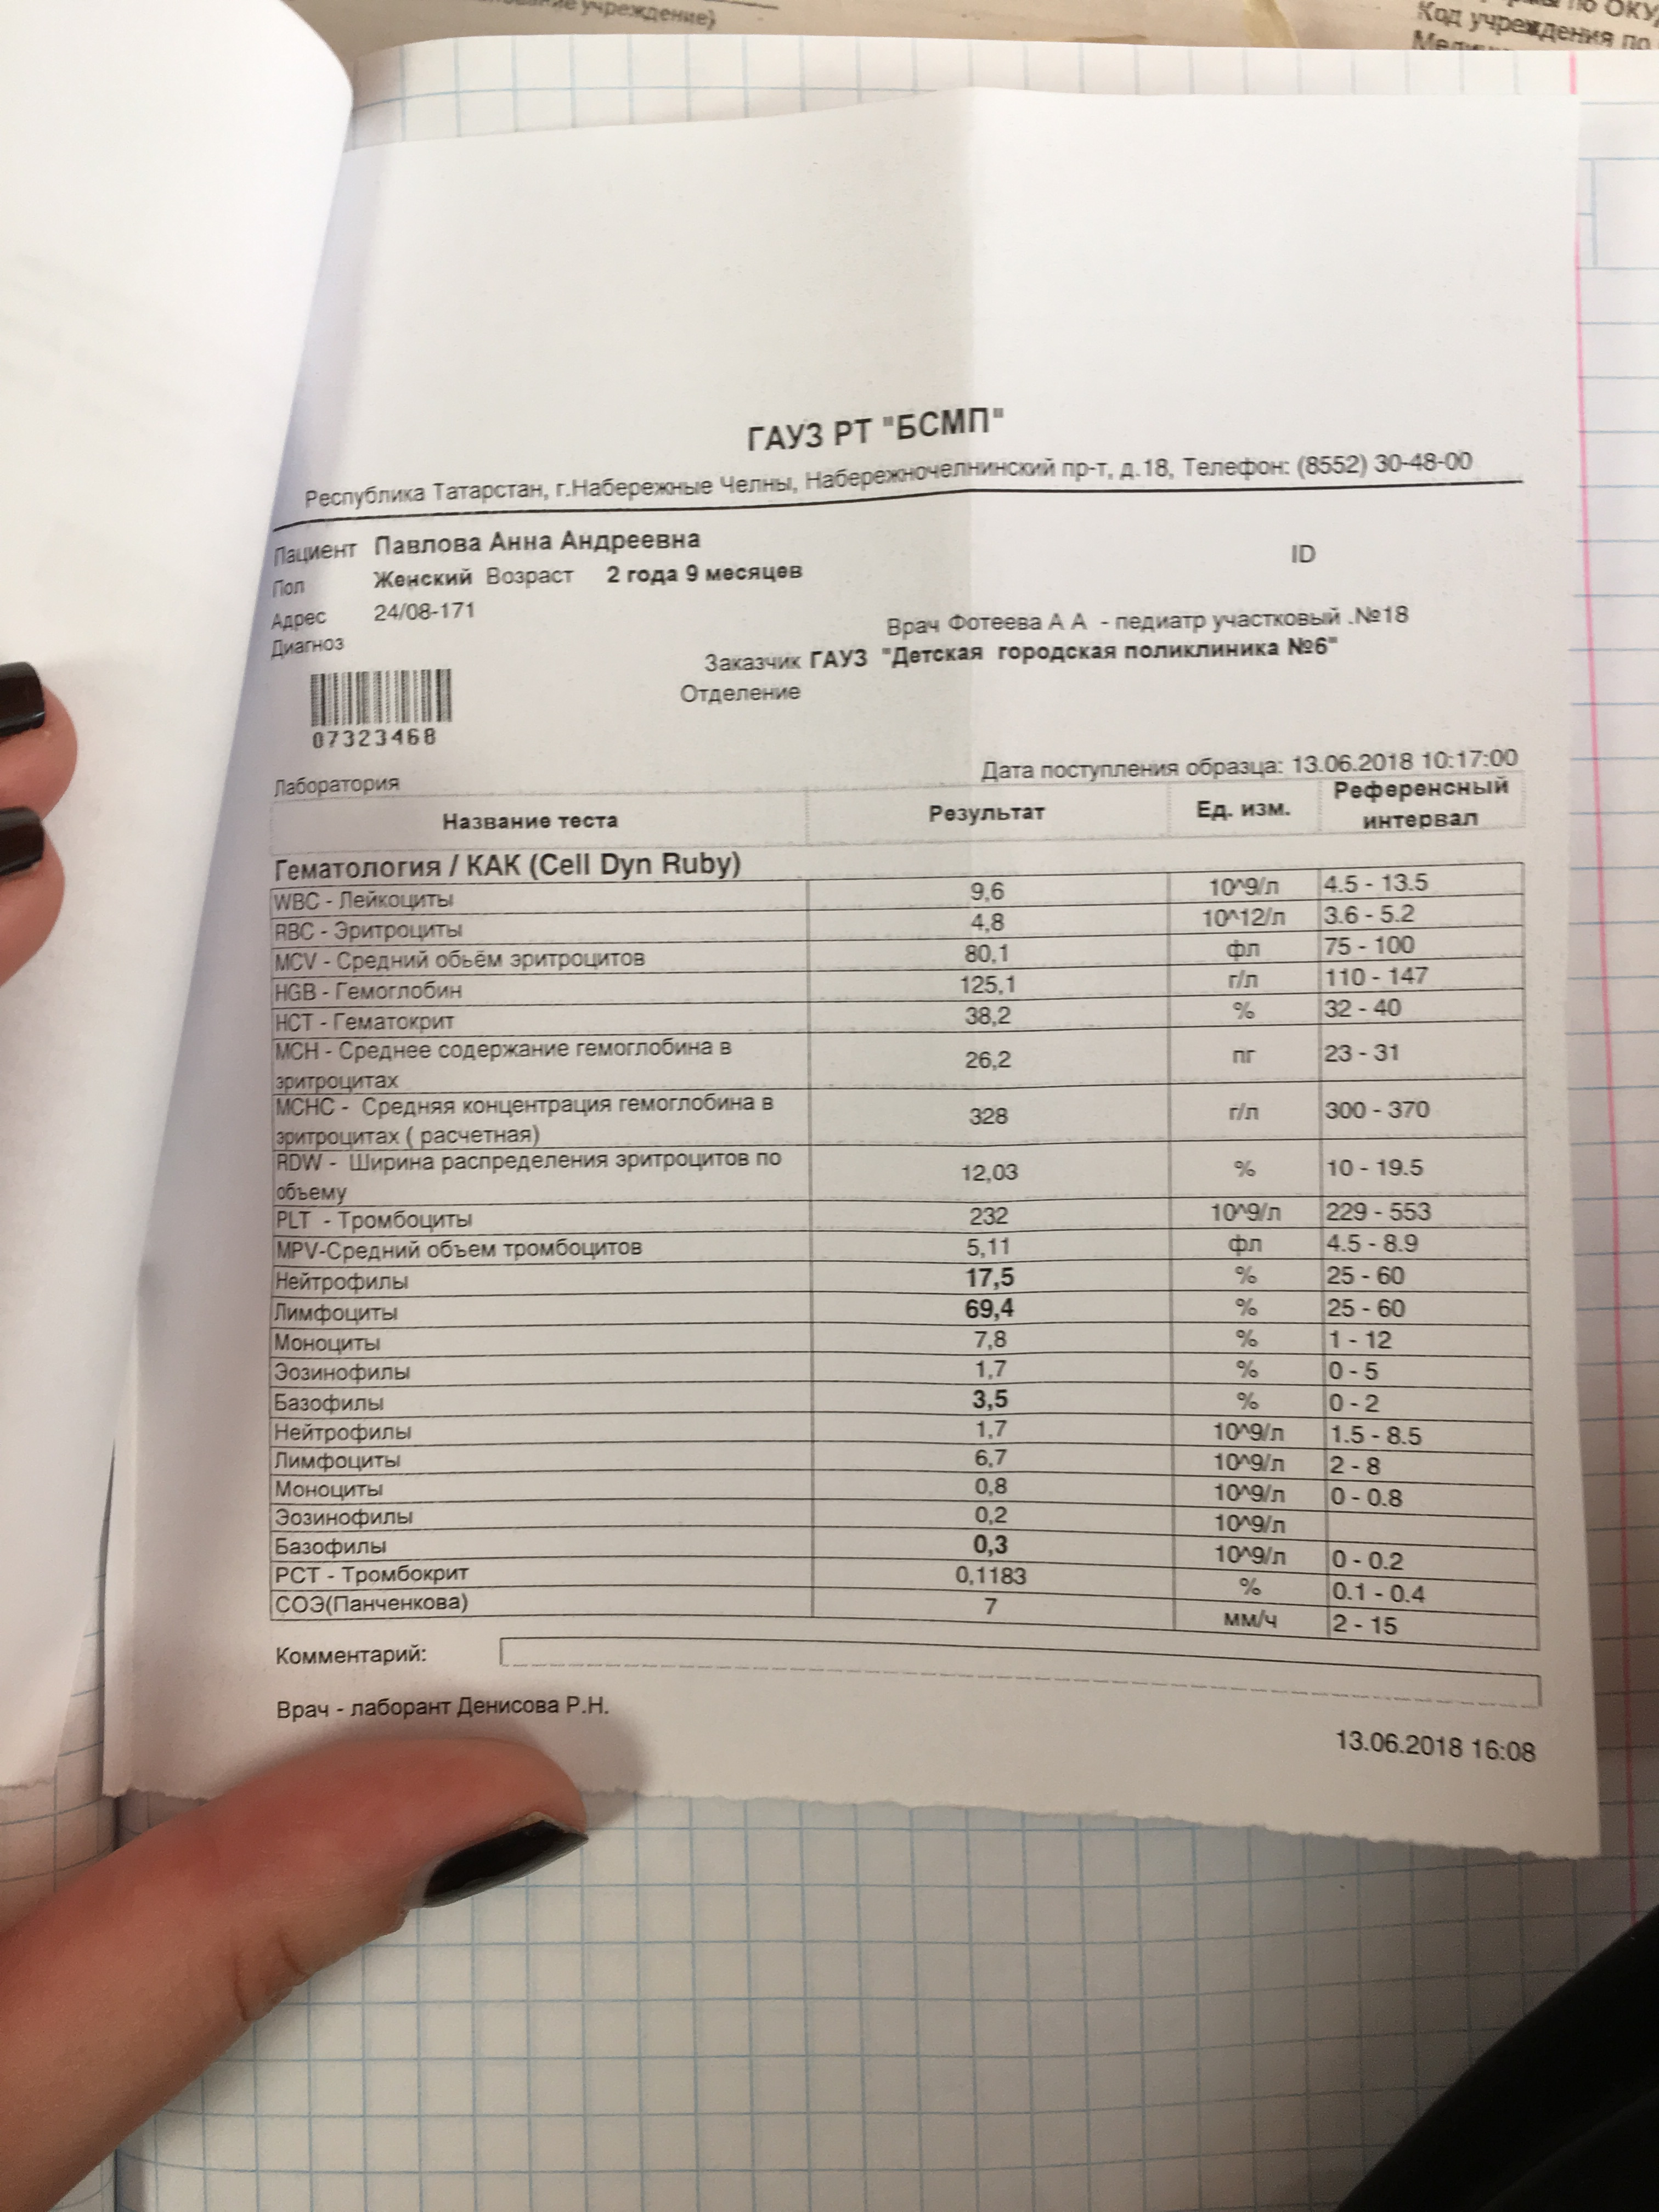 учреждение)
по ОКУ
Код учреждения по
ГАУЗ РТ "БСМП"
Республика Татарстан, г.Набережные Челны, Набережночелнинский пр-т, д.18, Телефон: (8552) 30-48-00
Пациент Павлова Анна Андреевна
ID
Пол Женский Возраст 2 года 9 месяцев
Адрес 24/08-171
Врач Фотеева А А - педиатр участковый .№18
Диагноз
Заказчик ГАУЗ "Детская городская поликлиника №6"
Отделение
07323468
Лаборатория
Дата поступления образца: 13.06.2018 10:17:00
Название теста Результат Ед. изм. Референсный интервал
Гематология / КАК (Cell Dyn Ruby)
WBC - Лейкоциты 9,6 10^9/л 4.5 - 13.5
RBC - Эритроциты 4,8 10^12/л 3.6 - 5.2
MCV - Средний обьём эритроцитов 80,1 фл 75 - 100
HGB - Гемоглобин 125,1 г/л 110 - 147
HCT - Гематокрит 38,2 % 32 - 40
MCH - Среднее содержание гемоглобина в
эритроцитах 26,2 пг 23 - 31
MCHC - Средняя концентрация гемоглобина в
эритроцитах ( расчетная) 328 г/л 300 - 370
RDW - Ширина распределения эритроцитов по
объему 12,03 % 10 - 19.5
PLT - Тромбоциты 232 10^9/л 229 - 553
MPV-Средний объем тромбоцитов 5,11 фл 4.5 - 8.9
Нейтрофилы 17,5 % 25 - 60
Лимфоциты 69,4 % 25 - 60
Моноциты 7,8 % 1 - 12
Эозинофилы 1,7 % 0 - 5
Базофилы 3,5 % 0 - 2
Нейтрофилы 1,7 10^9/л 1.5 - 8.5
Лимфоциты 6,7 10^9/л 2 - 8
Моноциты 0,8 10^9/л 0 - 0.8
Эозинофилы 0,2 10^9/л
Базофилы 0,3 10^9/л 0 - 0.2
PCT - Тромбокрит 0,1183 % 0.1 - 0.4
СОЭ(Панченкова) 7 мм/ч 2 - 15
Комментарий:
Врач - лаборант Денисова Р.Н.
13.06.2018 16:08